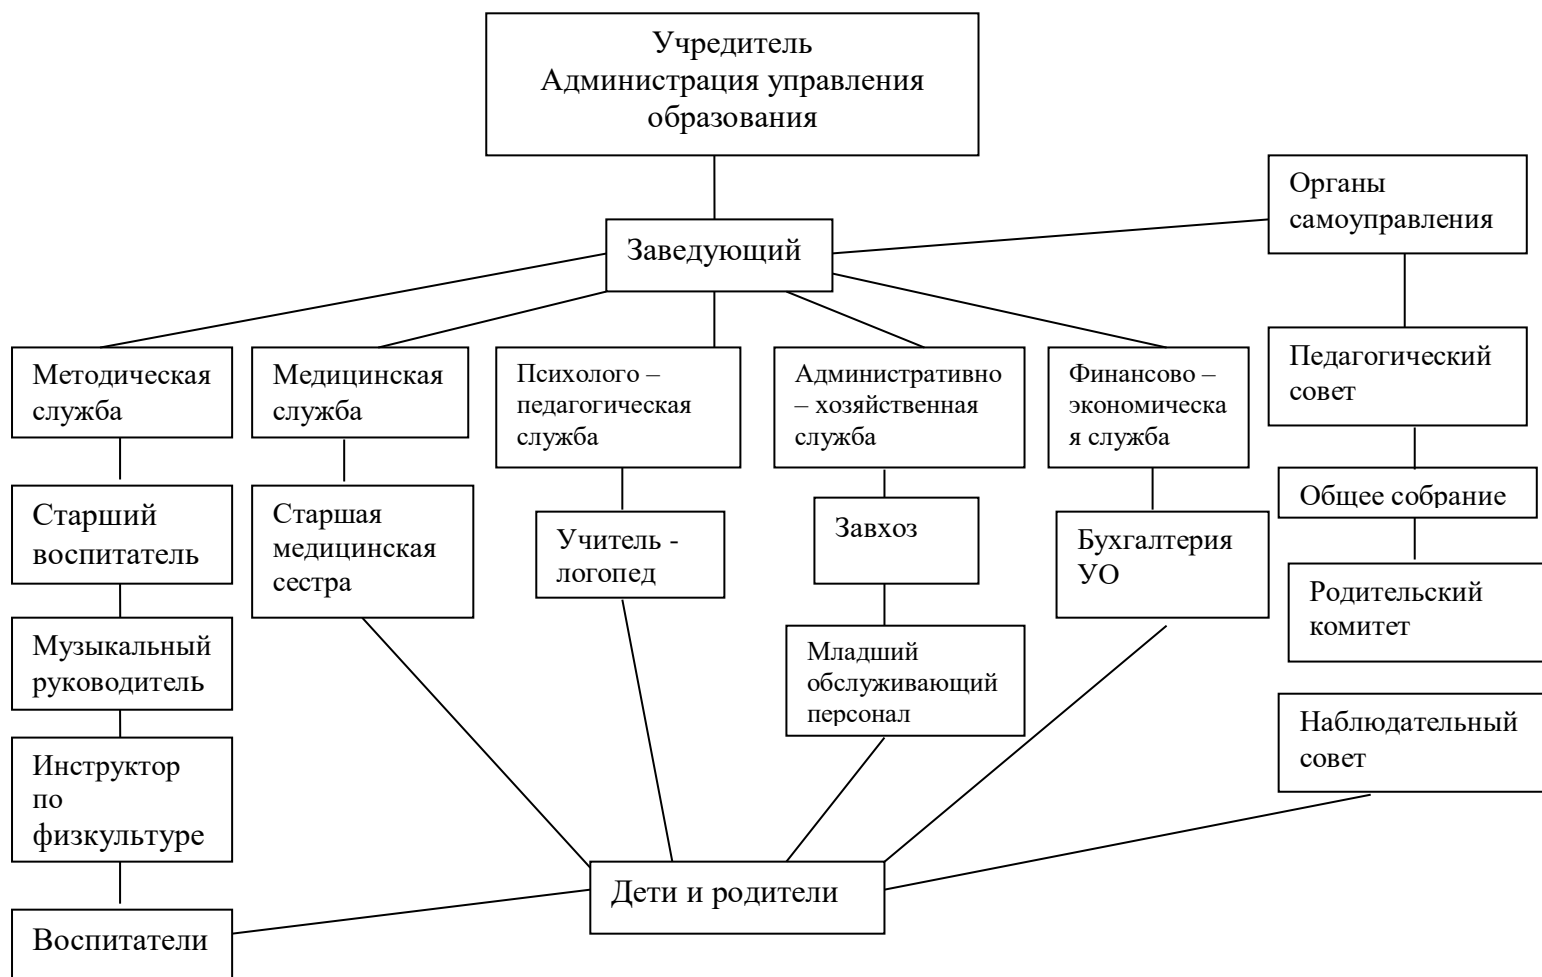 Учредитель
Администрация управления
образования
Органы
самоуправления
Заведующий
Методическая
служба
Медицинская
служба
Психолого –
педагогическая
служба
Административно
– хозяйственная
служба
Финансово –
экономическа
я служба
Педагогический
совет
Общее собрание
Старший
воспитатель
Старшая
медицинская
сестра
Учитель -
логопед
Завхоз
Бухгалтерия
УО
Родительский
комитет
Музыкальный
руководитель
Младший
обслуживающий
персонал
Наблюдательный
совет
Инструктор
по
физкультуре
Дети и родители
Воспитатели